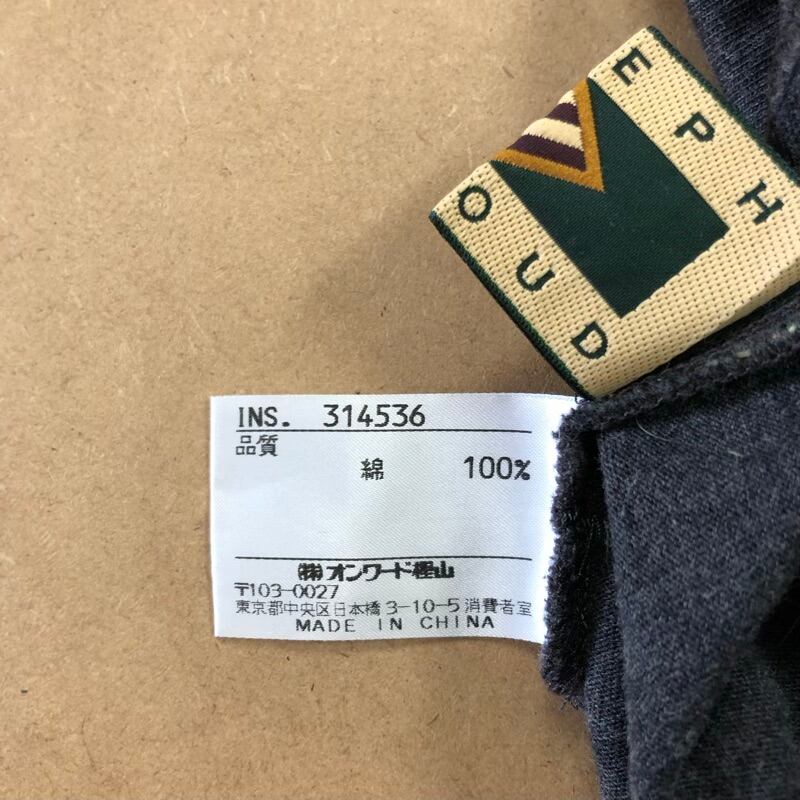 EPH
OUD
INS. 314536
品質
綿 100%
㈱オンワード樫山
〒103-0027
東京都中央区日本橋3-10-5消費者室
MADE IN CHINA